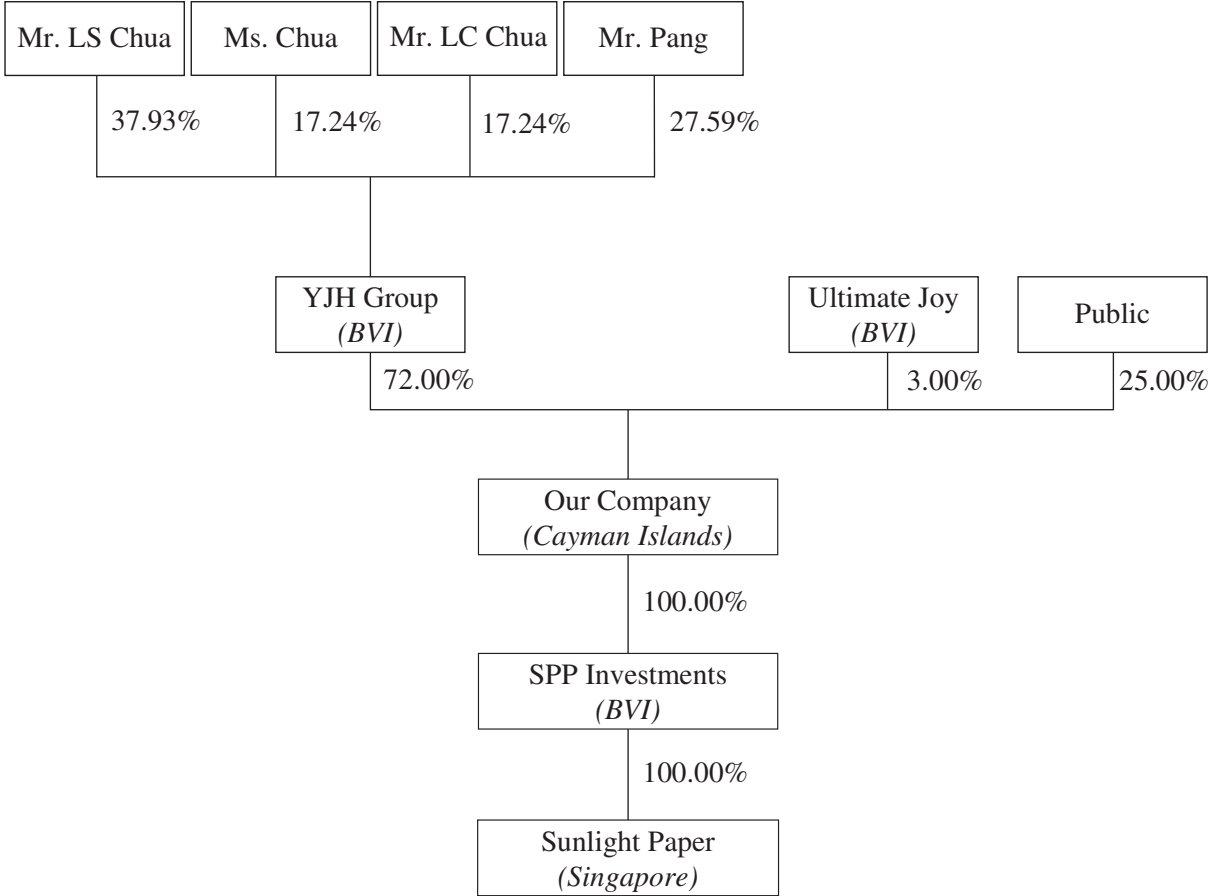 Mr. LS Chua
Ms. Chua
Mr. LC Chua
Mr. Pang
37.93%
17.24%
17.24%
27.59%
YJH Group
(BVI)
Ultimate Joy
(BVI)
Public
72.00%
3.00%
25.00%
Our Company
(Cayman Islands)
100.00%
SPP Investments
(BVI)
100.00%
Sunlight Paper
(Singapore)